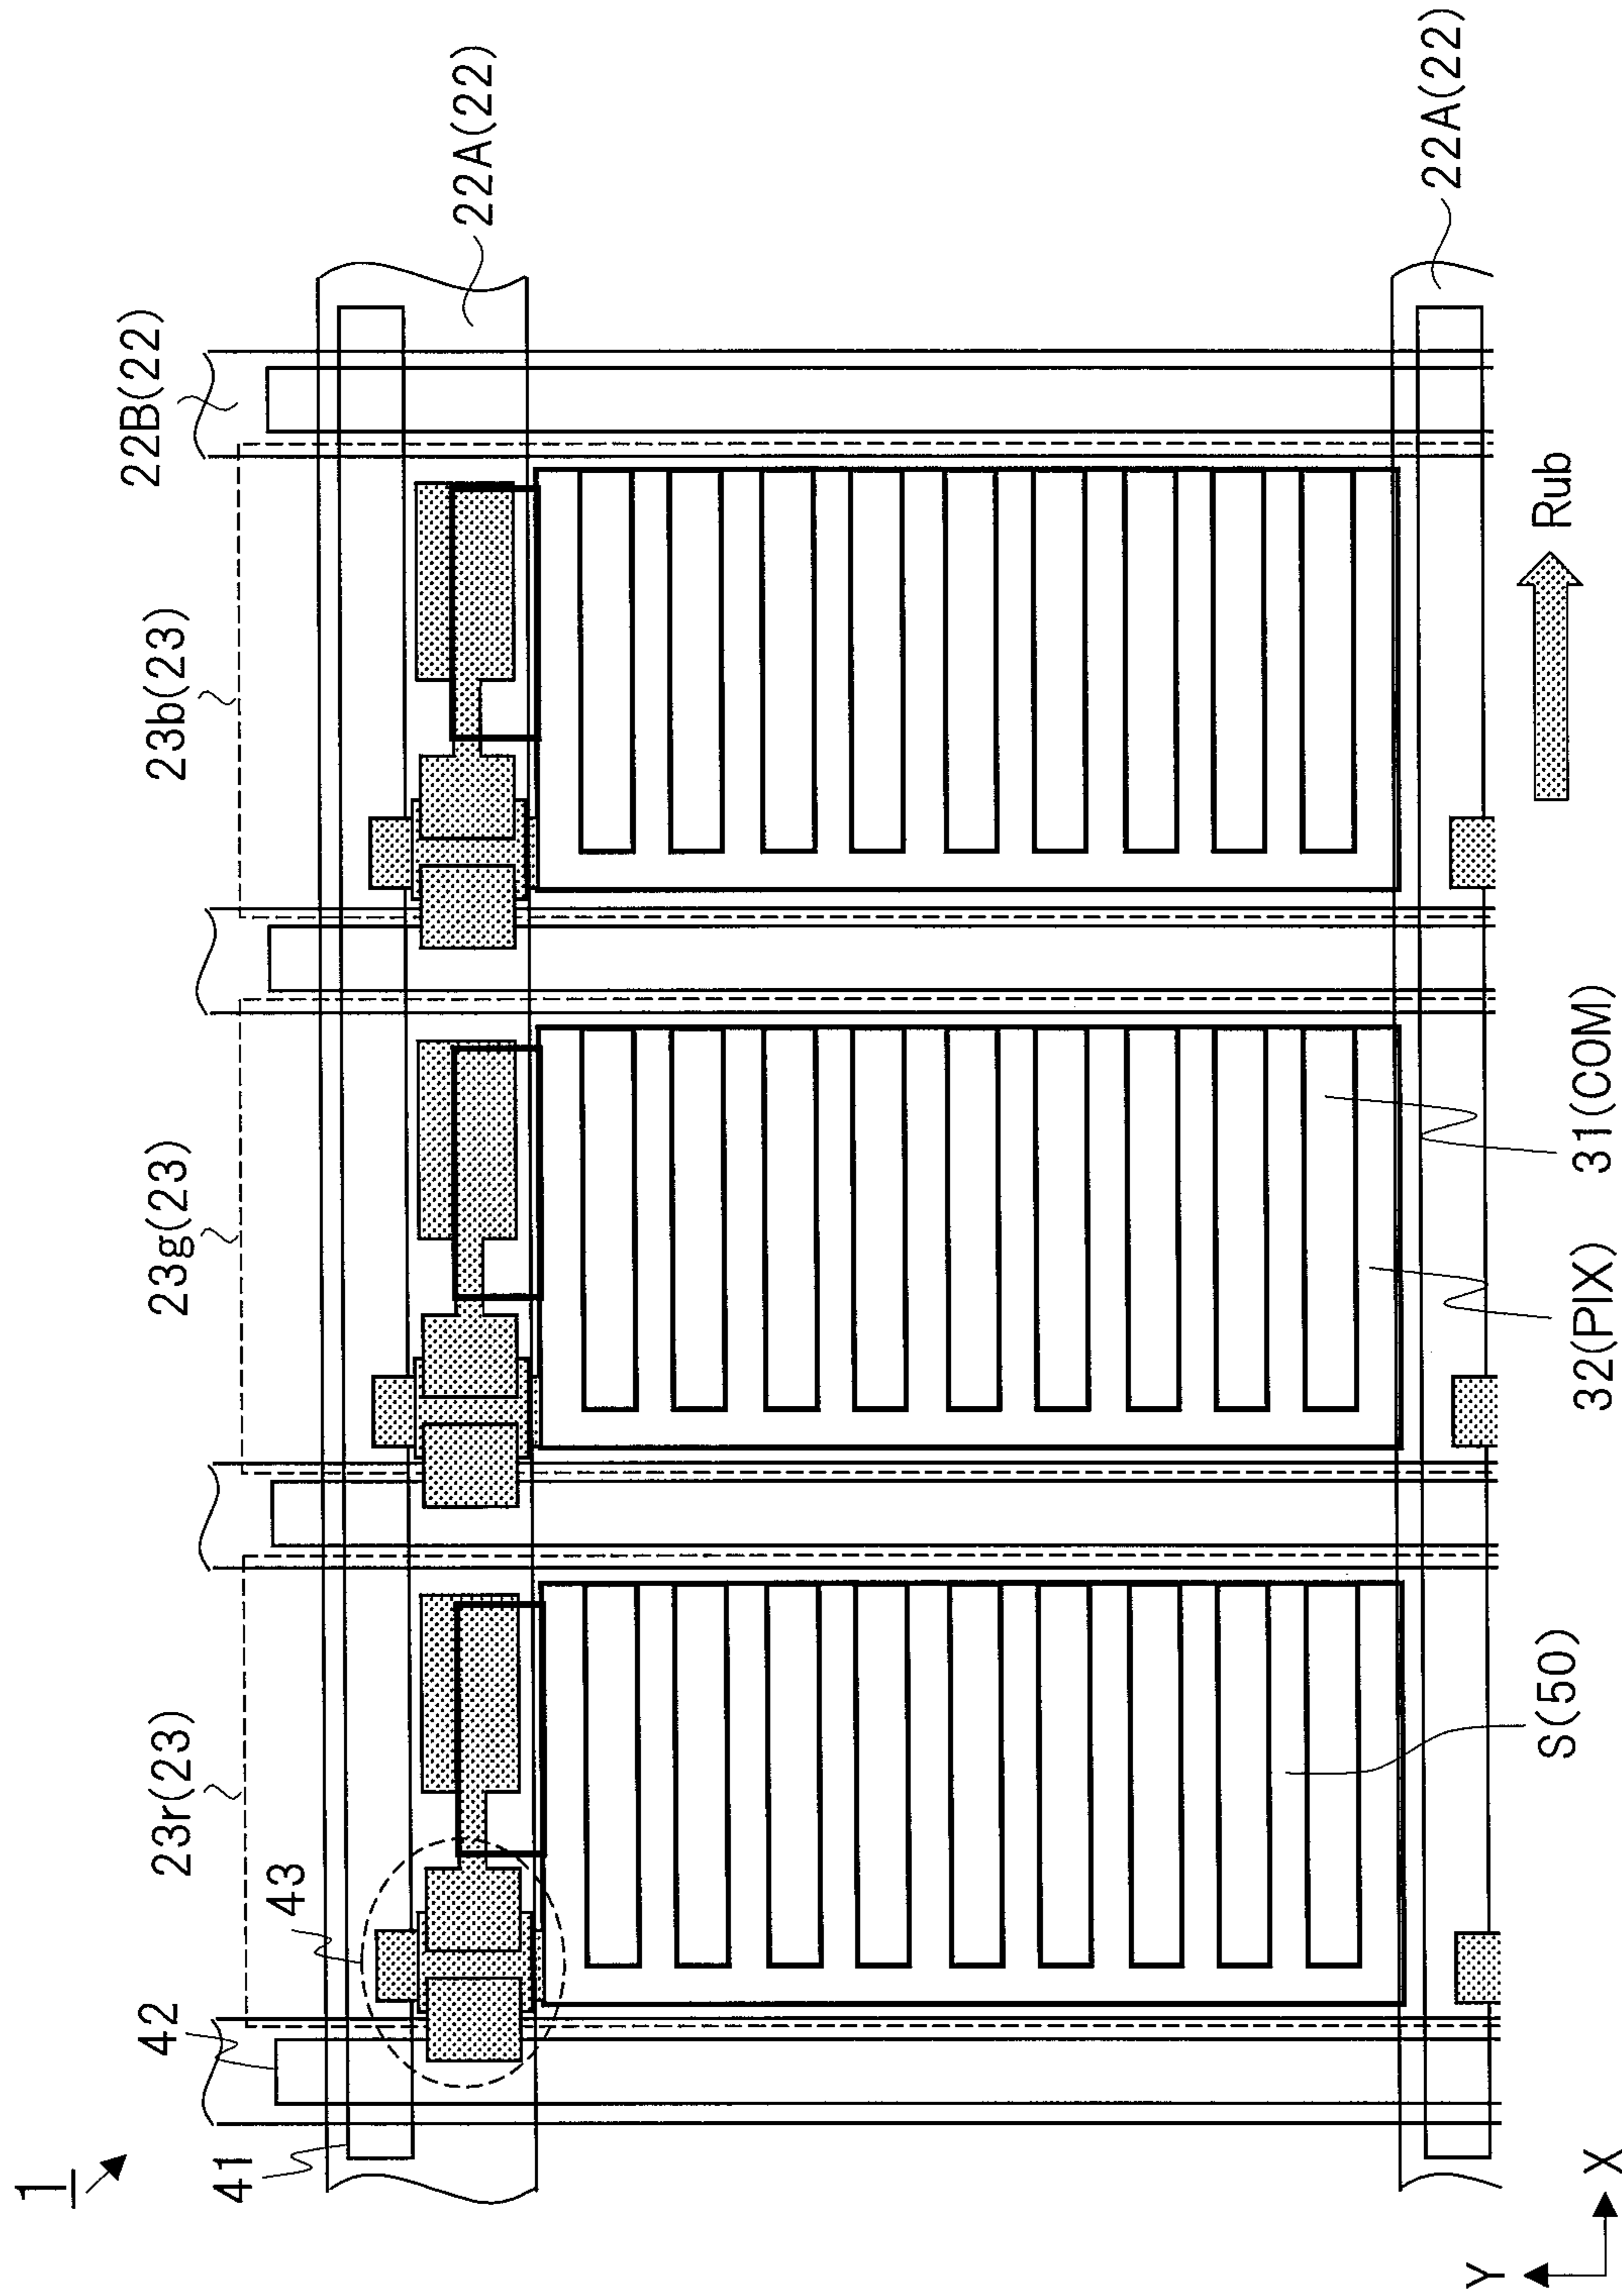 1
41
42
43
23r(23)
23g(23)
23b(23)
22B(22)
22A(22)
22A(22)
S(50)
32(PIX)
31(COM)
Rub
Y
X